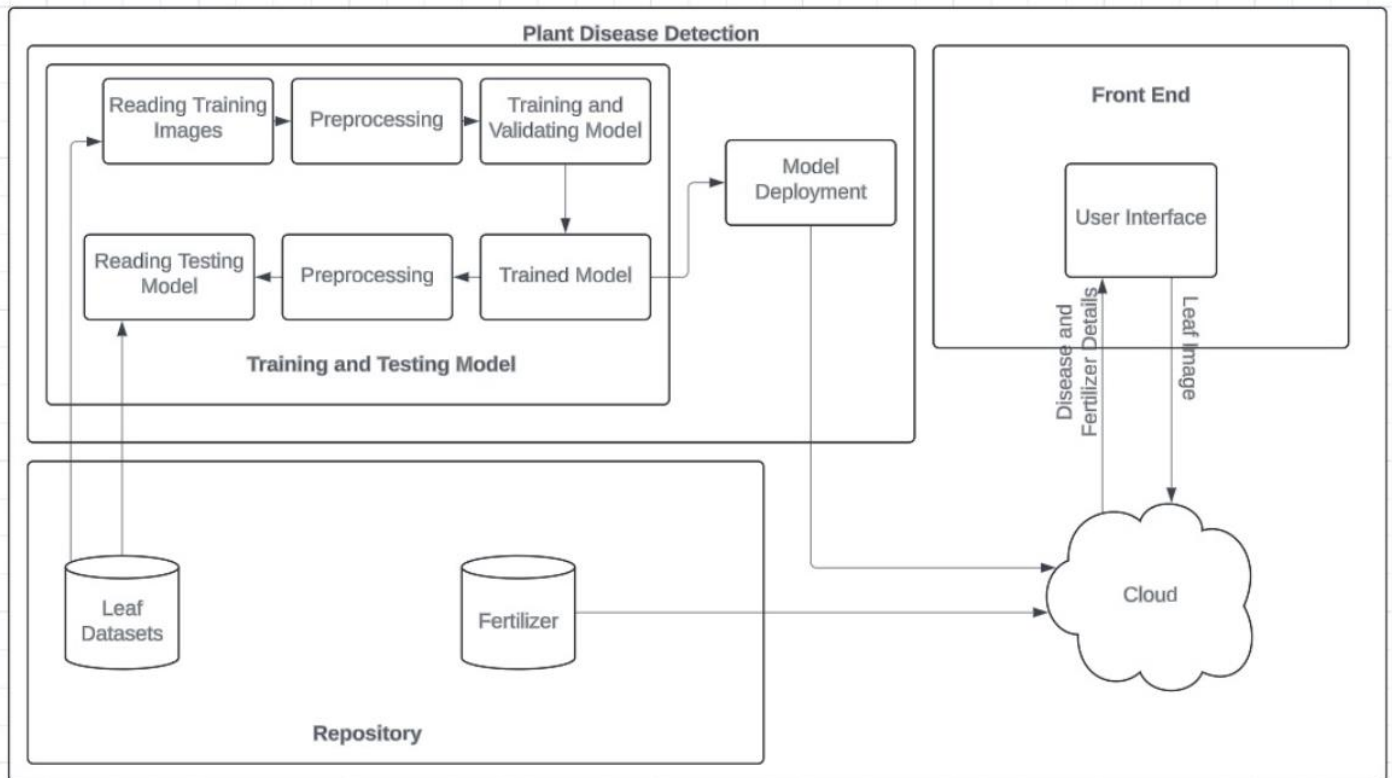 Plant Disease Detection
Reading Training
Images
Preprocessing
Training and
Validating Model
Model
Deployment
Reading Testing
Model
Preprocessing
Trained Model
Training and Testing Model
Front End
User Interface
Disease and
Fertilizer Details
Leaf Image
Leaf
Datasets
Fertilizer
Cloud
Repository